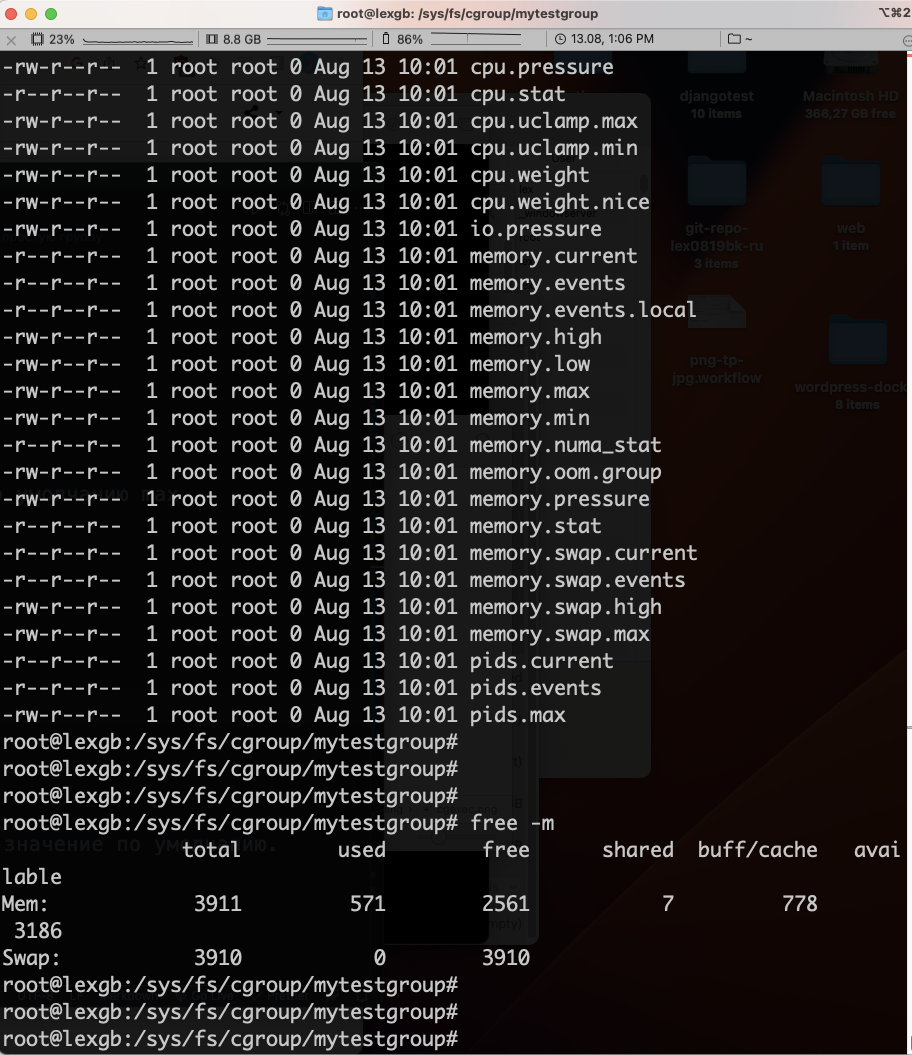 root@lexgb: /sys/fs/cgroup/mytestgroup
⌥⌘2
23%
8.8 GB
86%
13.08, 1:06 PM
~
-rw-r--r--  1 root root 0 Aug 13 10:01 cpu.pressure
-r--r--r--  1 root root 0 Aug 13 10:01 cpu.stat
-rw-r--r--  1 root root 0 Aug 13 10:01 cpu.uclamp.max
-rw-r--r--  1 root root 0 Aug 13 10:01 cpu.uclamp.min
-rw-r--r--  1 root root 0 Aug 13 10:01 cpu.weight
-rw-r--r--  1 root root 0 Aug 13 10:01 cpu.weight.nice
-rw-r--r--  1 root root 0 Aug 13 10:01 io.pressure
-r--r--r--  1 root root 0 Aug 13 10:01 memory.current
-r--r--r--  1 root root 0 Aug 13 10:01 memory.events
-r--r--r--  1 root root 0 Aug 13 10:01 memory.events.local
-rw-r--r--  1 root root 0 Aug 13 10:01 memory.high
-rw-r--r--  1 root root 0 Aug 13 10:01 memory.low
-rw-r--r--  1 root root 0 Aug 13 10:01 memory.max
-rw-r--r--  1 root root 0 Aug 13 10:01 memory.min
-r--r--r--  1 root root 0 Aug 13 10:01 memory.numa_stat
-rw-r--r--  1 root root 0 Aug 13 10:01 memory.oom.group
-rw-r--r--  1 root root 0 Aug 13 10:01 memory.pressure
-r--r--r--  1 root root 0 Aug 13 10:01 memory.stat
-r--r--r--  1 root root 0 Aug 13 10:01 memory.swap.current
-r--r--r--  1 root root 0 Aug 13 10:01 memory.swap.events
-rw-r--r--  1 root root 0 Aug 13 10:01 memory.swap.high
-rw-r--r--  1 root root 0 Aug 13 10:01 memory.swap.max
-r--r--r--  1 root root 0 Aug 13 10:01 pids.current
-r--r--r--  1 root root 0 Aug 13 10:01 pids.events
-rw-r--r--  1 root root 0 Aug 13 10:01 pids.max
root@lexgb:/sys/fs/cgroup/mytestgroup#
root@lexgb:/sys/fs/cgroup/mytestgroup#
root@lexgb:/sys/fs/cgroup/mytestgroup#
root@lexgb:/sys/fs/cgroup/mytestgroup# free -m
total        used        free      shared  buff/cache   avai
lable
Mem:            3911         571        2561           7         778
3186
Swap:           3910           0        3910
root@lexgb:/sys/fs/cgroup/mytestgroup#
root@lexgb:/sys/fs/cgroup/mytestgroup#
root@lexgb:/sys/fs/cgroup/mytestgroup#
djangotest
10 items
Macintosh HD
366,27 GB free
git-repo-
lex0819bk-ru
3 items
web
1 item
png-tp-
jpg.workflow
wordpress-dock
8 items
значение по умолчанию.